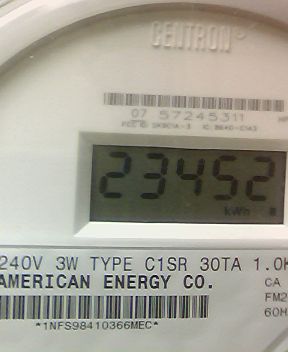 CENTRON®
07 57245311
23452
kWh
240V 3W TYPE C1SR 30TA 1.0K
AMERICAN ENERGY CO.
CA
FM2
60H
*1NFS98410366MEC*